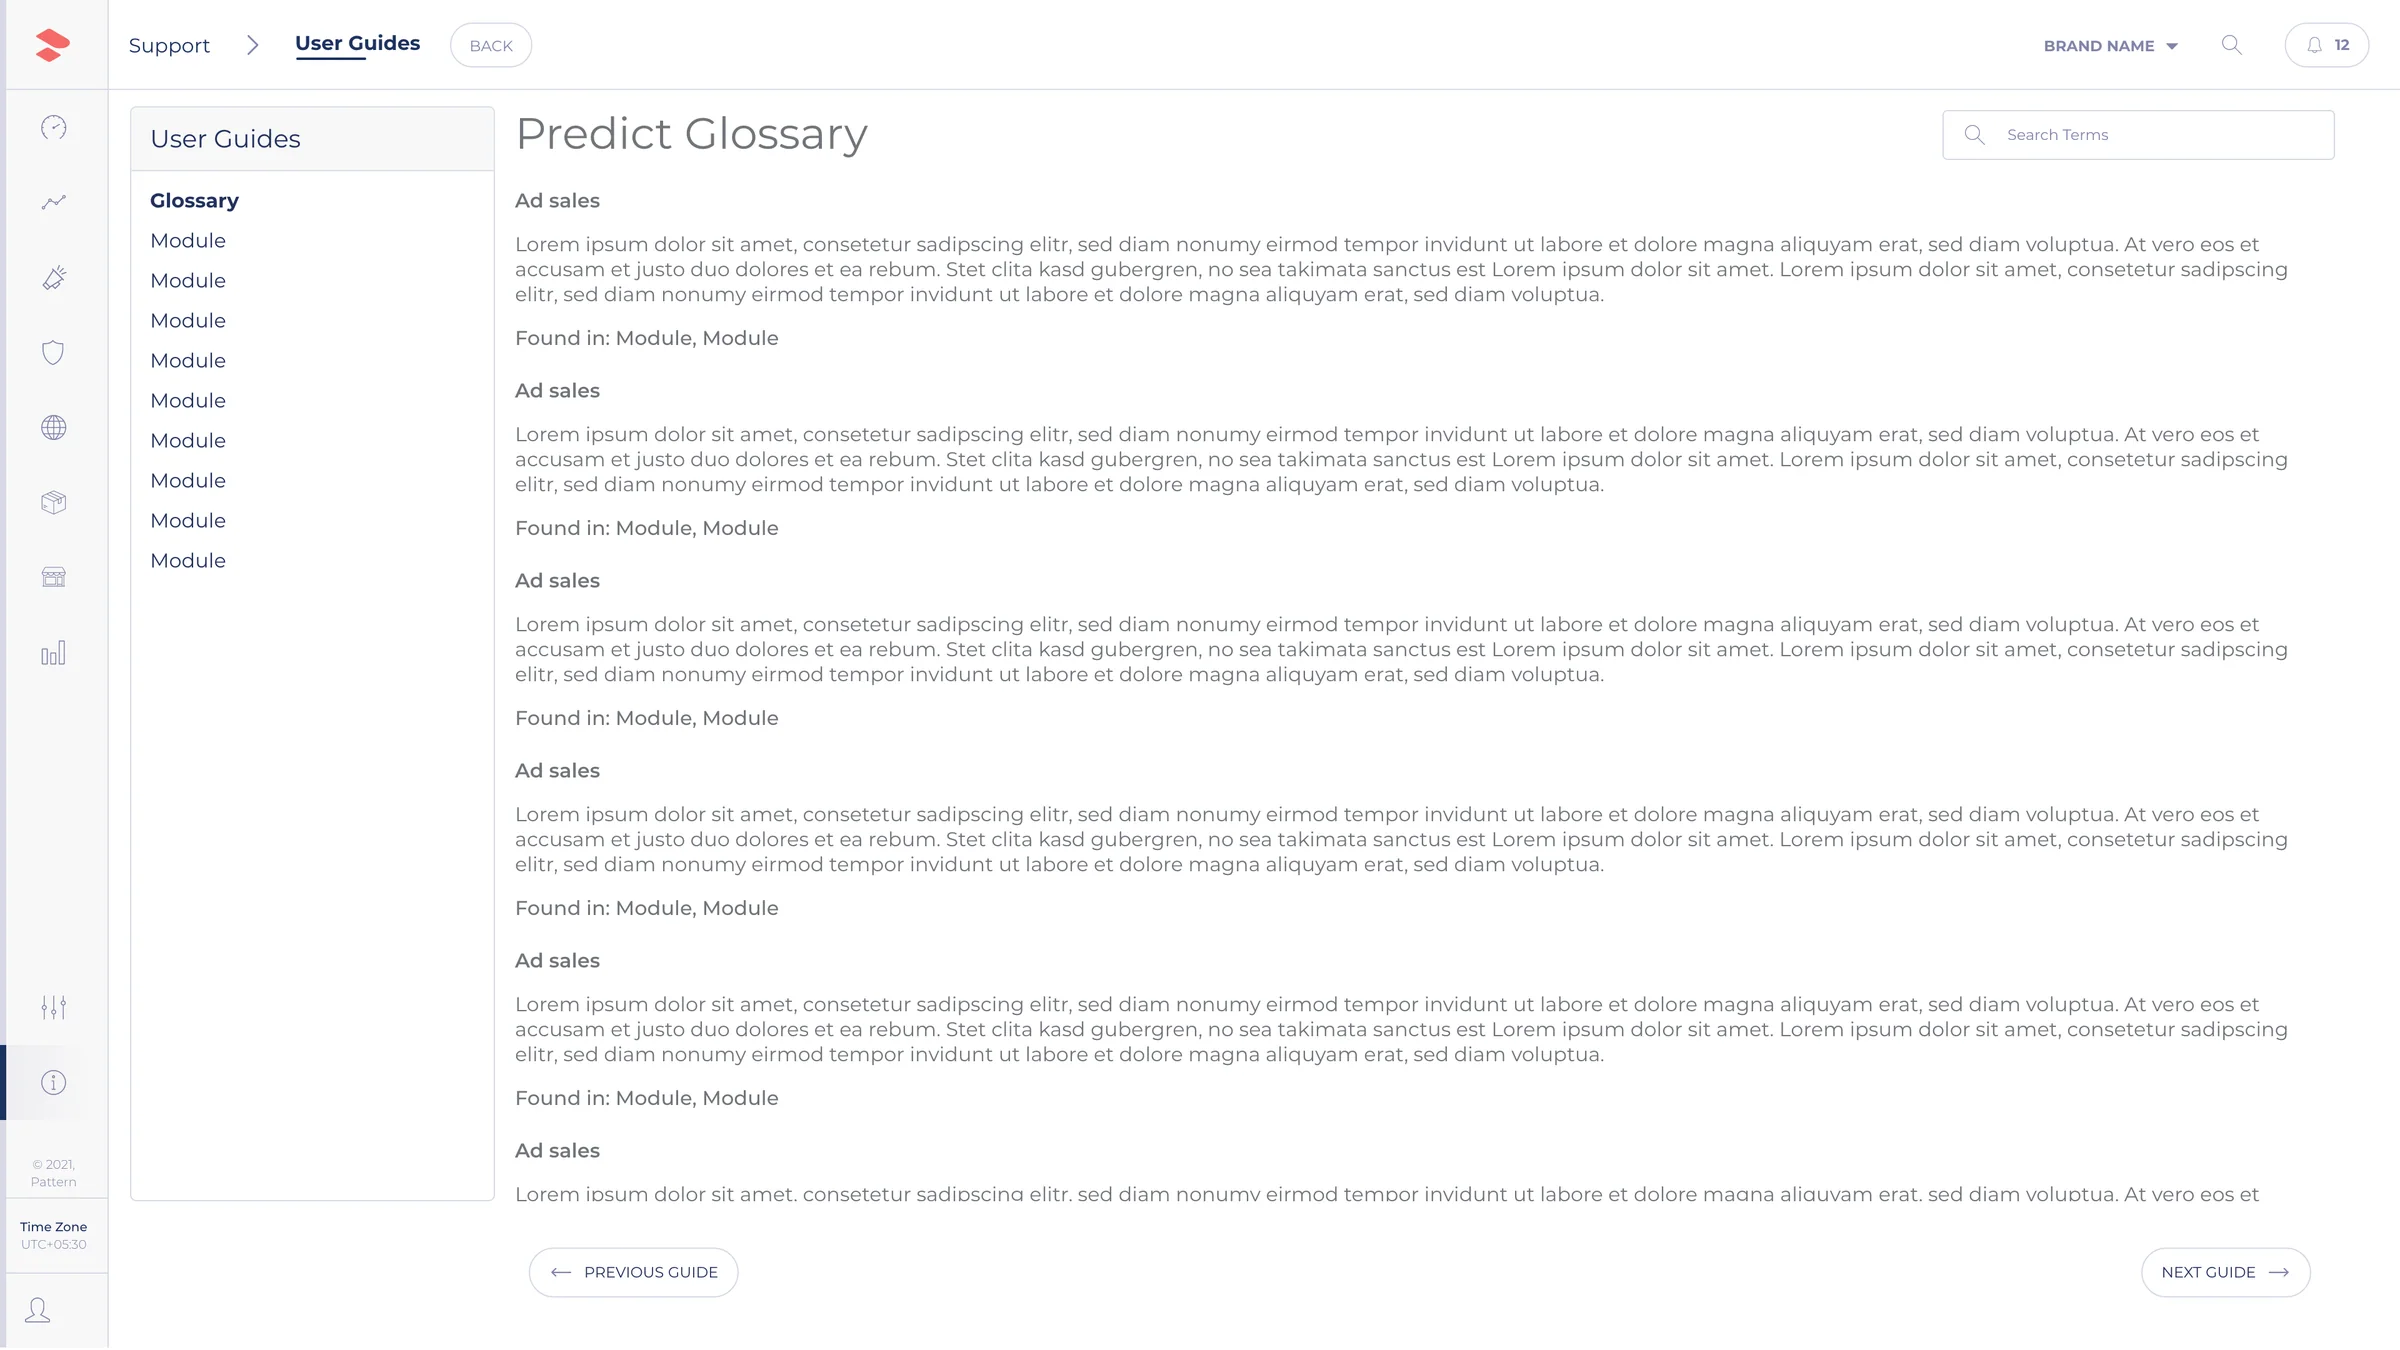 Support
User Guides
BACK
BRAND NAME
12
User Guides
Glossary
Module
Module
Module
Module
Module
Module
Module
Module
Module
Predict Glossary
Search Terms
Ad sales
Lorem ipsum dolor sit amet, consetetur sadipscing elitr, sed diam nonumy eirmod tempor invidunt ut labore et dolore magna aliquyam erat, sed diam voluptua. At vero eos et
accusam et justo duo dolores et ea rebum. Stet clita kasd gubergren, no sea takimata sanctus est Lorem ipsum dolor sit amet. Lorem ipsum dolor sit amet, consetetur sadipscing
elitr, sed diam nonumy eirmod tempor invidunt ut labore et dolore magna aliquyam erat, sed diam voluptua.
Found in: Module, Module
Ad sales
Lorem ipsum dolor sit amet, consetetur sadipscing elitr, sed diam nonumy eirmod tempor invidunt ut labore et dolore magna aliquyam erat, sed diam voluptua. At vero eos et
accusam et justo duo dolores et ea rebum. Stet clita kasd gubergren, no sea takimata sanctus est Lorem ipsum dolor sit amet. Lorem ipsum dolor sit amet, consetetur sadipscing
elitr, sed diam nonumy eirmod tempor invidunt ut labore et dolore magna aliquyam erat, sed diam voluptua.
Found in: Module, Module
Ad sales
Lorem ipsum dolor sit amet, consetetur sadipscing elitr, sed diam nonumy eirmod tempor invidunt ut labore et dolore magna aliquyam erat, sed diam voluptua. At vero eos et
accusam et justo duo dolores et ea rebum. Stet clita kasd gubergren, no sea takimata sanctus est Lorem ipsum dolor sit amet. Lorem ipsum dolor sit amet, consetetur sadipscing
elitr, sed diam nonumy eirmod tempor invidunt ut labore et dolore magna aliquyam erat, sed diam voluptua.
Found in: Module, Module
Ad sales
Lorem ipsum dolor sit amet, consetetur sadipscing elitr, sed diam nonumy eirmod tempor invidunt ut labore et dolore magna aliquyam erat, sed diam voluptua. At vero eos et
accusam et justo duo dolores et ea rebum. Stet clita kasd gubergren, no sea takimata sanctus est Lorem ipsum dolor sit amet. Lorem ipsum dolor sit amet, consetetur sadipscing
elitr, sed diam nonumy eirmod tempor invidunt ut labore et dolore magna aliquyam erat, sed diam voluptua.
Found in: Module, Module
Ad sales
Lorem ipsum dolor sit amet, consetetur sadipscing elitr, sed diam nonumy eirmod tempor invidunt ut labore et dolore magna aliquyam erat, sed diam voluptua. At vero eos et
accusam et justo duo dolores et ea rebum. Stet clita kasd gubergren, no sea takimata sanctus est Lorem ipsum dolor sit amet. Lorem ipsum dolor sit amet, consetetur sadipscing
elitr, sed diam nonumy eirmod tempor invidunt ut labore et dolore magna aliquyam erat, sed diam voluptua.
Found in: Module, Module
Ad sales
Lorem ipsum dolor sit amet, consetetur sadipscing elitr, sed diam nonumy eirmod tempor invidunt ut labore et dolore magna aliquyam erat, sed diam voluptua. At vero eos et
PREVIOUS GUIDE
NEXT GUIDE
© 2021,
Pattern
Time Zone
UTC+05:30